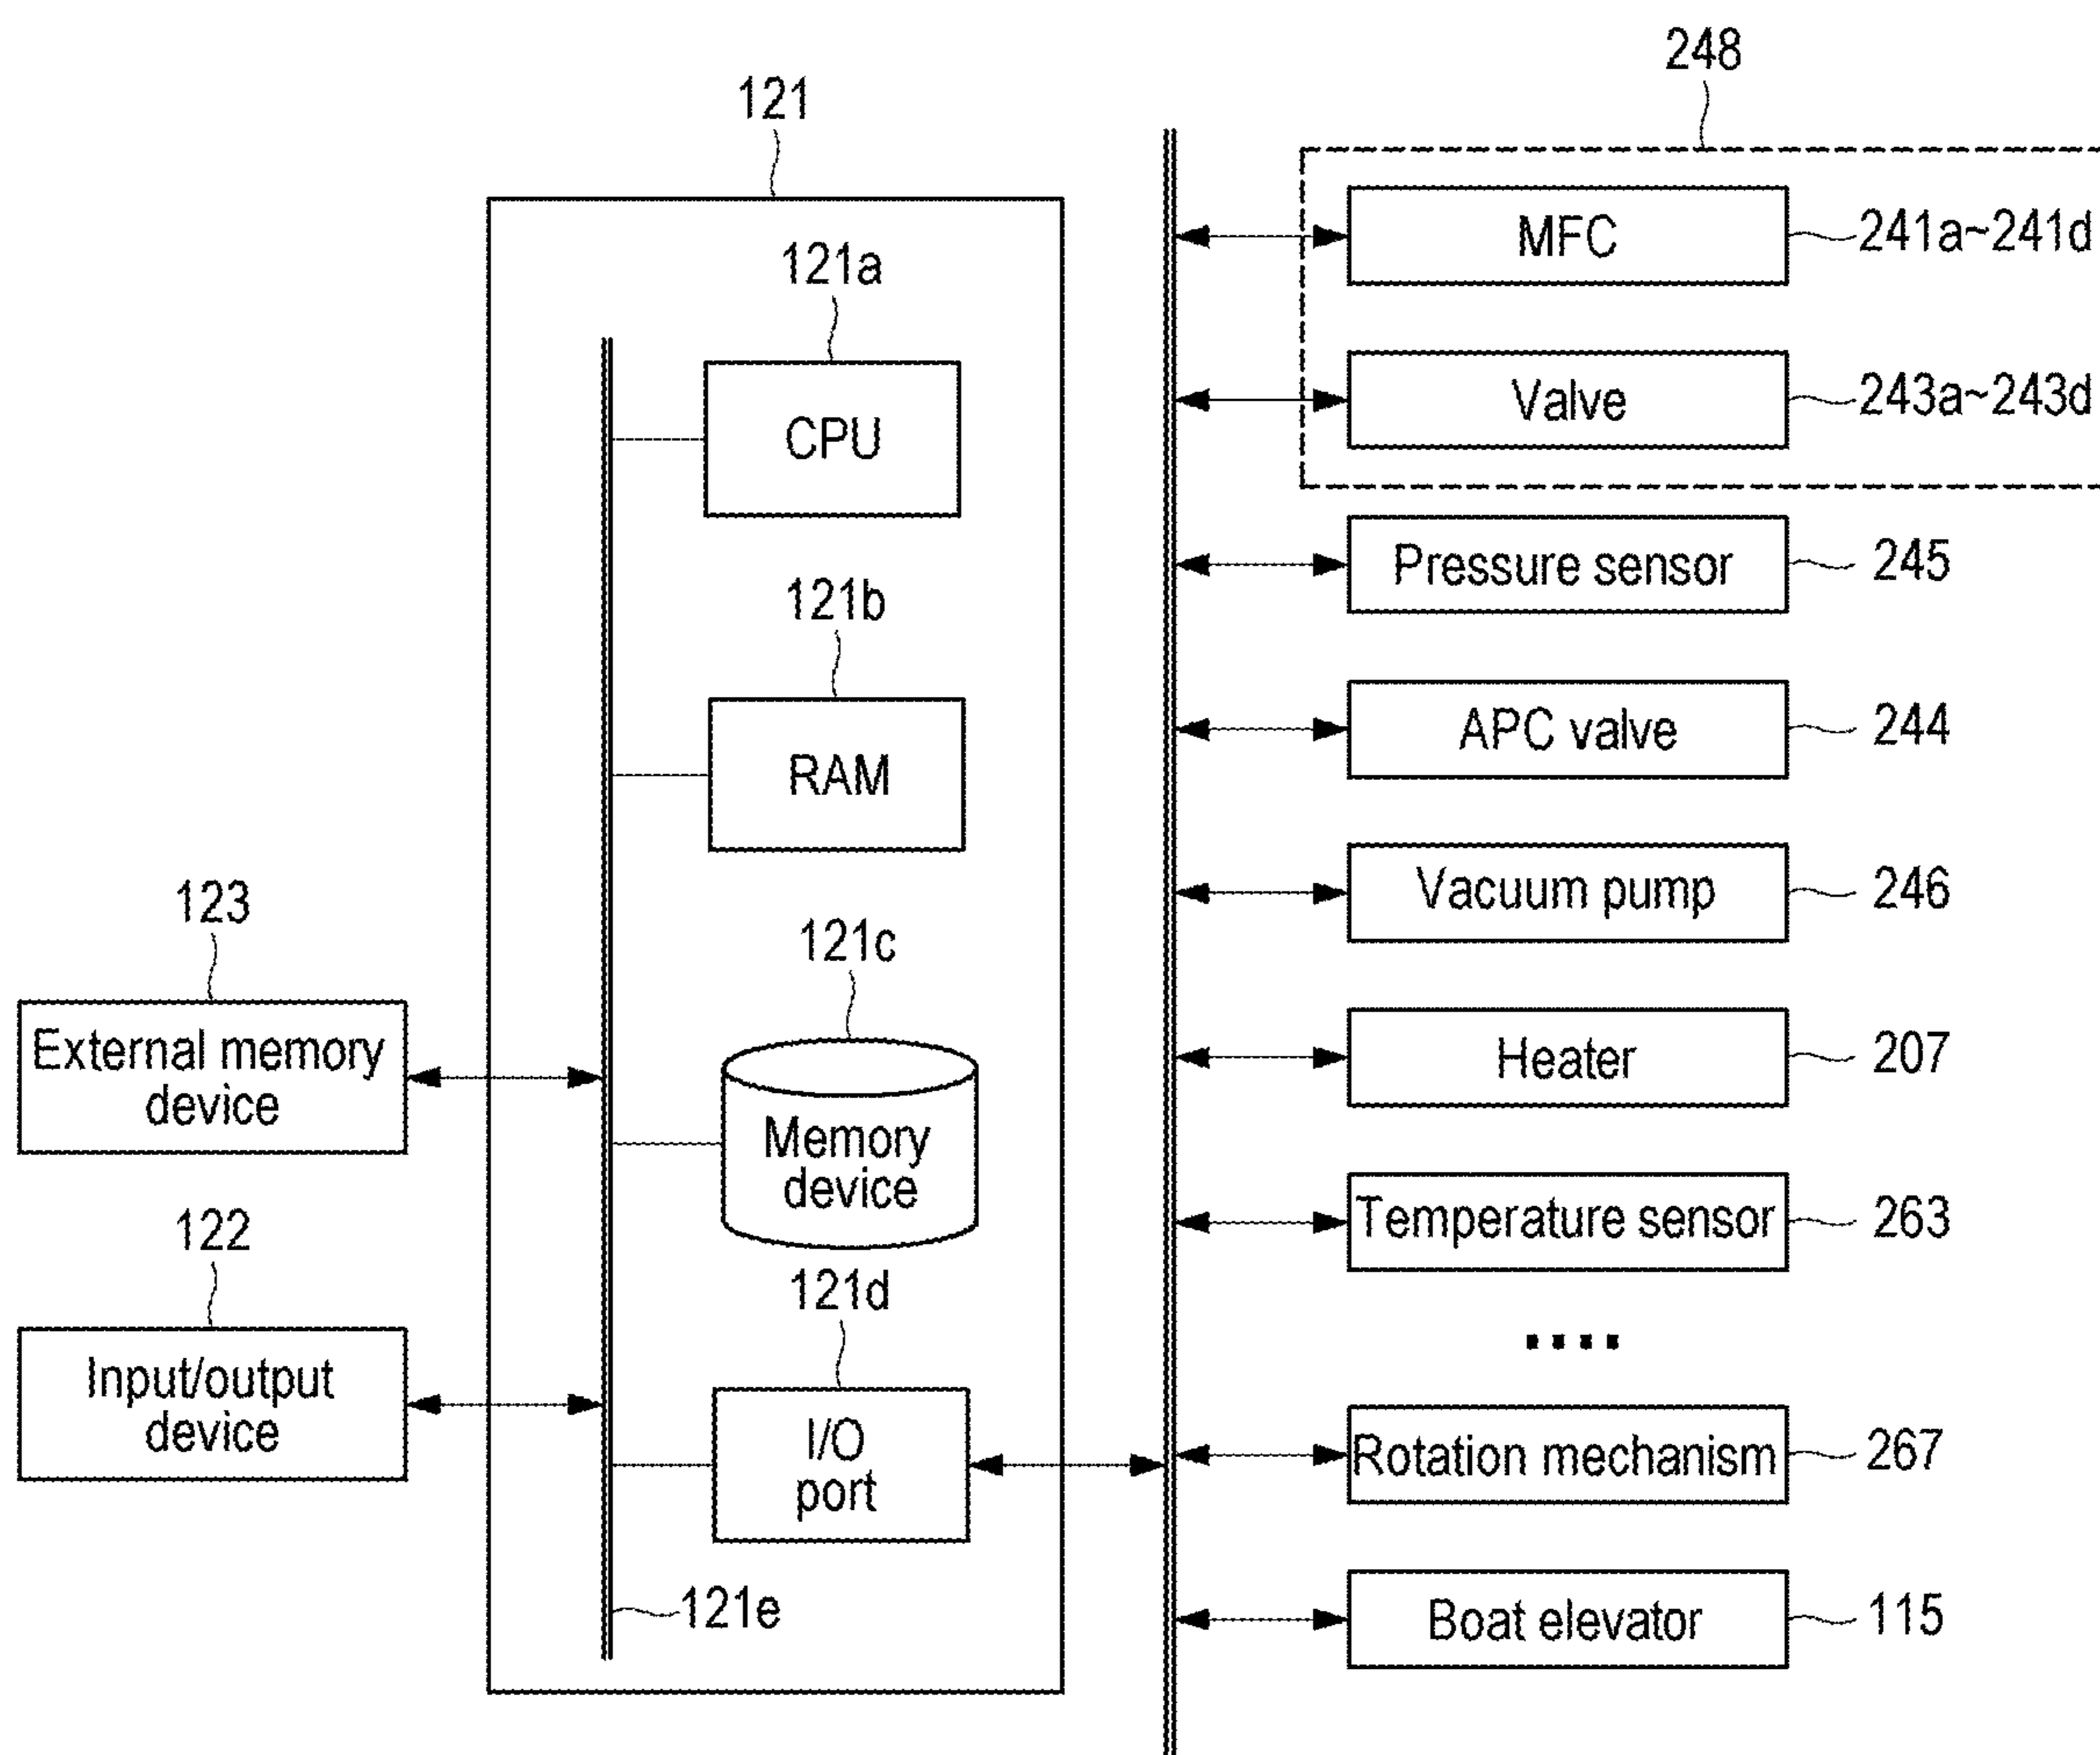 248
121
MFC
241a~241d
121a
CPU
Valve
243a~243d
Pressure sensor
245
121b
RAM
APC valve
244
Vacuum pump
246
123
External memory
device
121c
Memory
device
Heater
207
Temperature sensor
263
122
Input/output
device
121d
I/O
port
....
Rotation mechanism
267
121e
Boat elevator
115